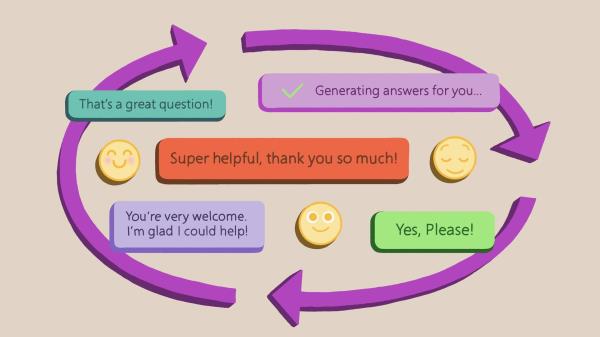 Generating answers for you...
That's a great question!
Super helpful, thank you so much!
You're very welcome.
I'm glad I could help!
Yes, Please!